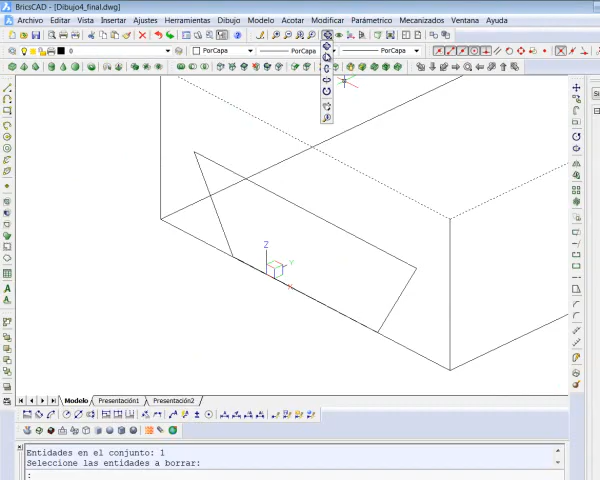 BricsCAD - [Dibujo4_final.dwg]
Archivo Editar Vista Insertar Ajustes Herramientas Dibujo Modelo Acotar Modificar Paramétrico Mecanizados Ventana Ayuda
0 PorCapa PorCapa PorCapa
Si
Z
Y
X
Modelo Presentación1 Presentación2
Entidades en el conjunto: 1
Seleccione las entidades a borrar:
: